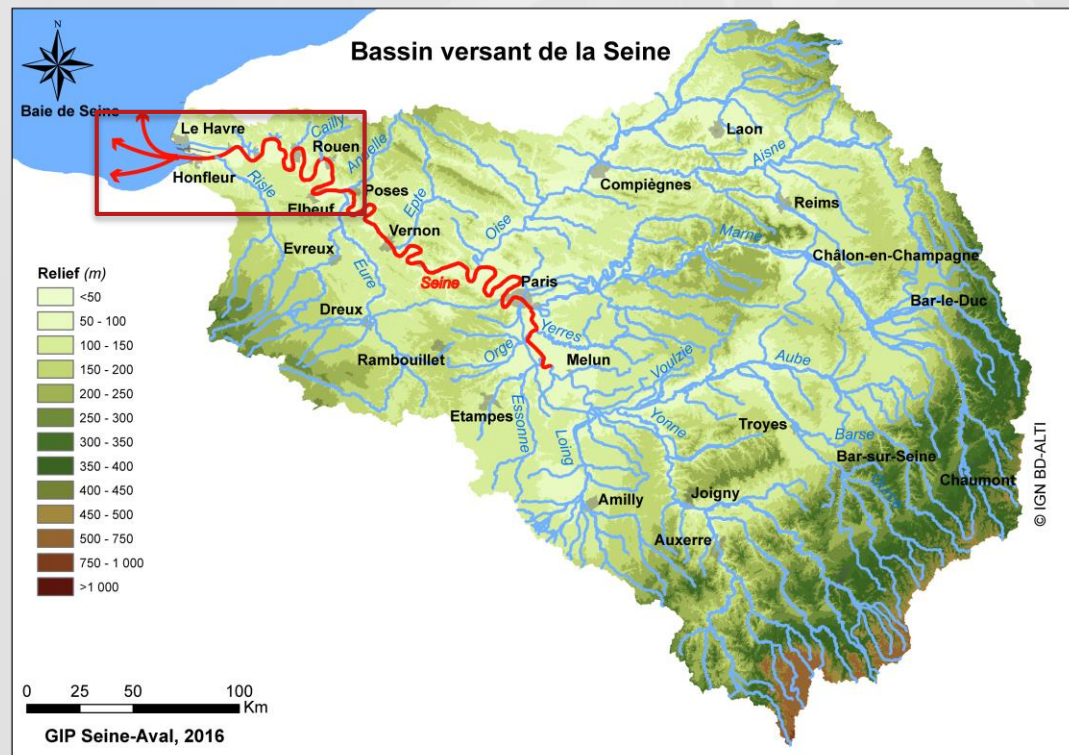 Bassin versant de la Seine
Baie de Seine
Le Havre
Cailly
Rouen
Andelle
Honfleur
Risle
Elbeuf
Poses
Epte
Vernon
Evreux
Eure
Oise
Laon
Aisne
Compiègnes
Reims
Marne
Châlon-en-Champagne
Bar-le-Duc
Seine
Paris
Dreux
Yerres
Rambouillet
Orge
Melun
Voulzie
Aube
Etampes
Essonne
Loing
Yonne
Troyes
Barse
Bar-sur-Seine
Chaumont
Amilly
Joigny
Auxerre
Relief (m)
<50
50 - 100
100 - 150
150 - 200
200 - 250
250 - 300
300 - 350
350 - 400
400 - 450
450 - 500
500 - 750
750 - 1 000
>1 000
0 25 50 100
Km
GIP Seine-Aval, 2016
© IGN BD-ALTI